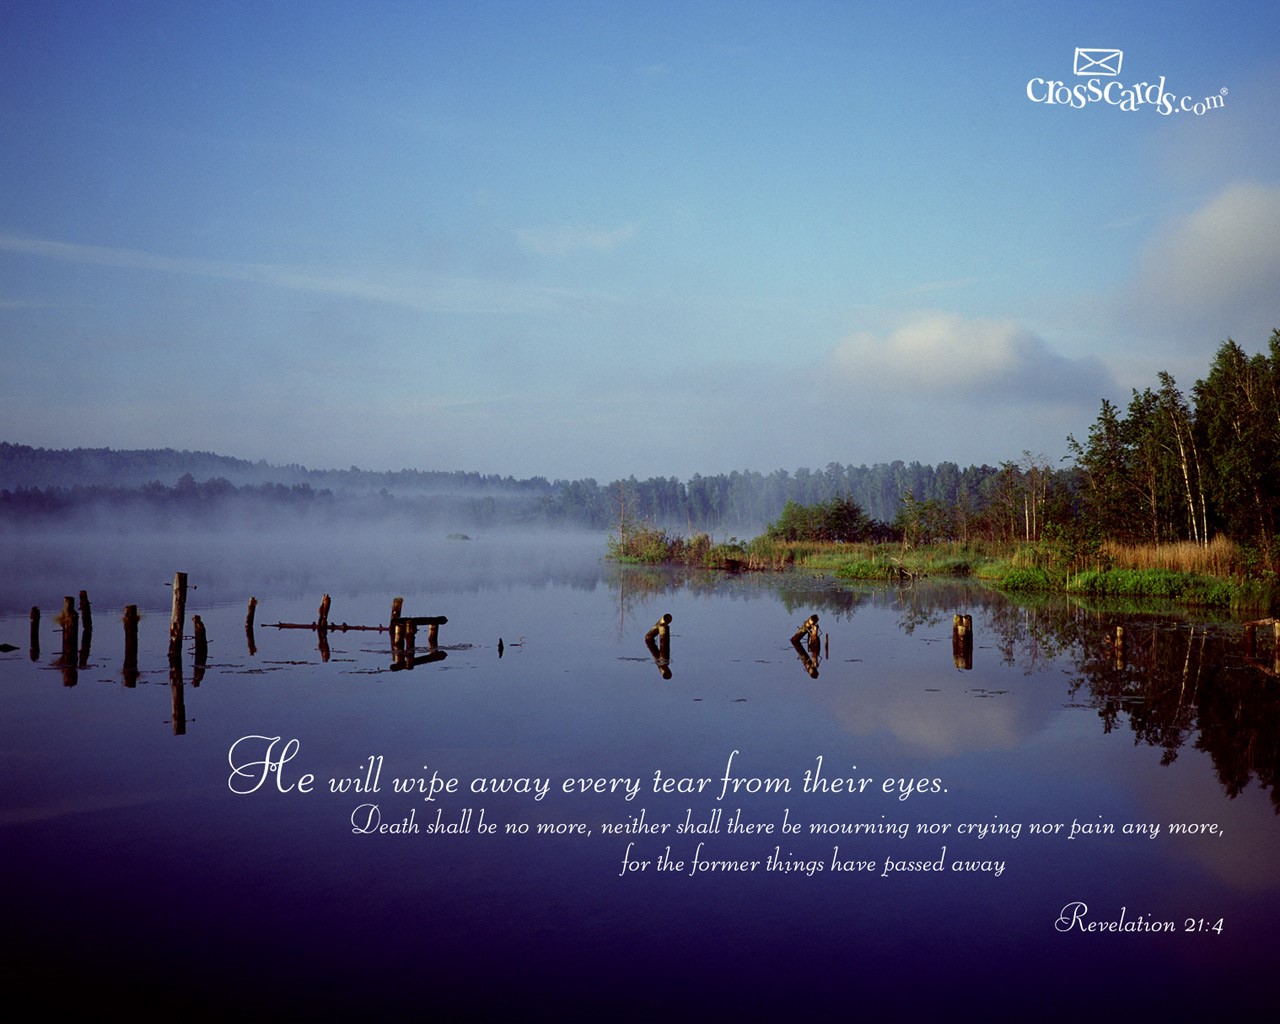 crosscards.com®
He will wipe away every tear from their eyes.
Death shall be no more, neither shall there be mourning nor crying nor pain any more,
for the former things have passed away
Revelation 21:4